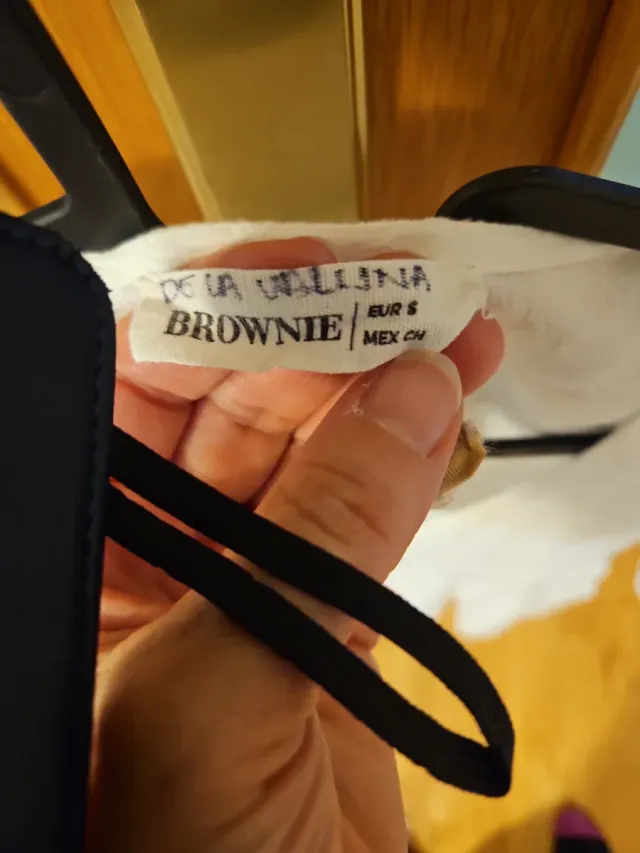 DE LA
BROWNIE
EUR S
MEX CH